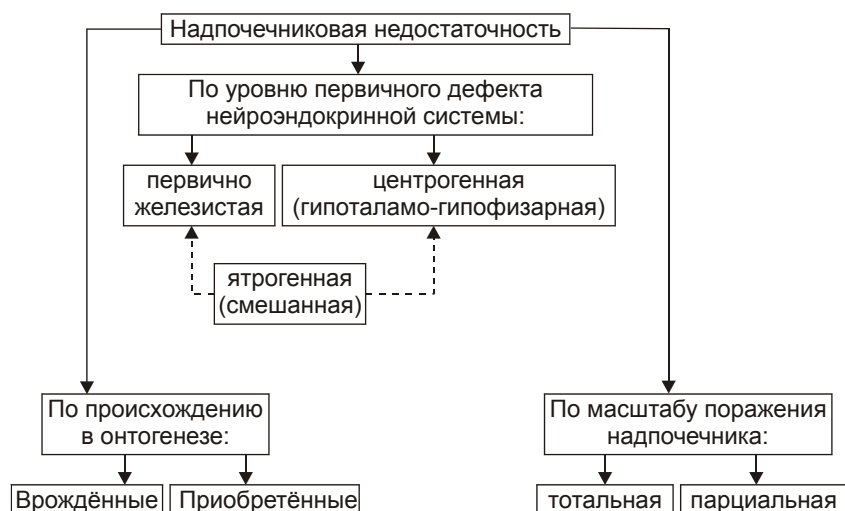 Надпочечниковая недостаточность
По уровню первичного дефекта
нейроэндокринной системы:
первично
железистая
центрогенная
(гипоталамо-гипофизарная)
ятрогенная
(смешанная)
По происхождению
в онтогенезе:
По масштабу поражения
надпочечника:
Врождённые
Приобретённые
тотальная
парциальная